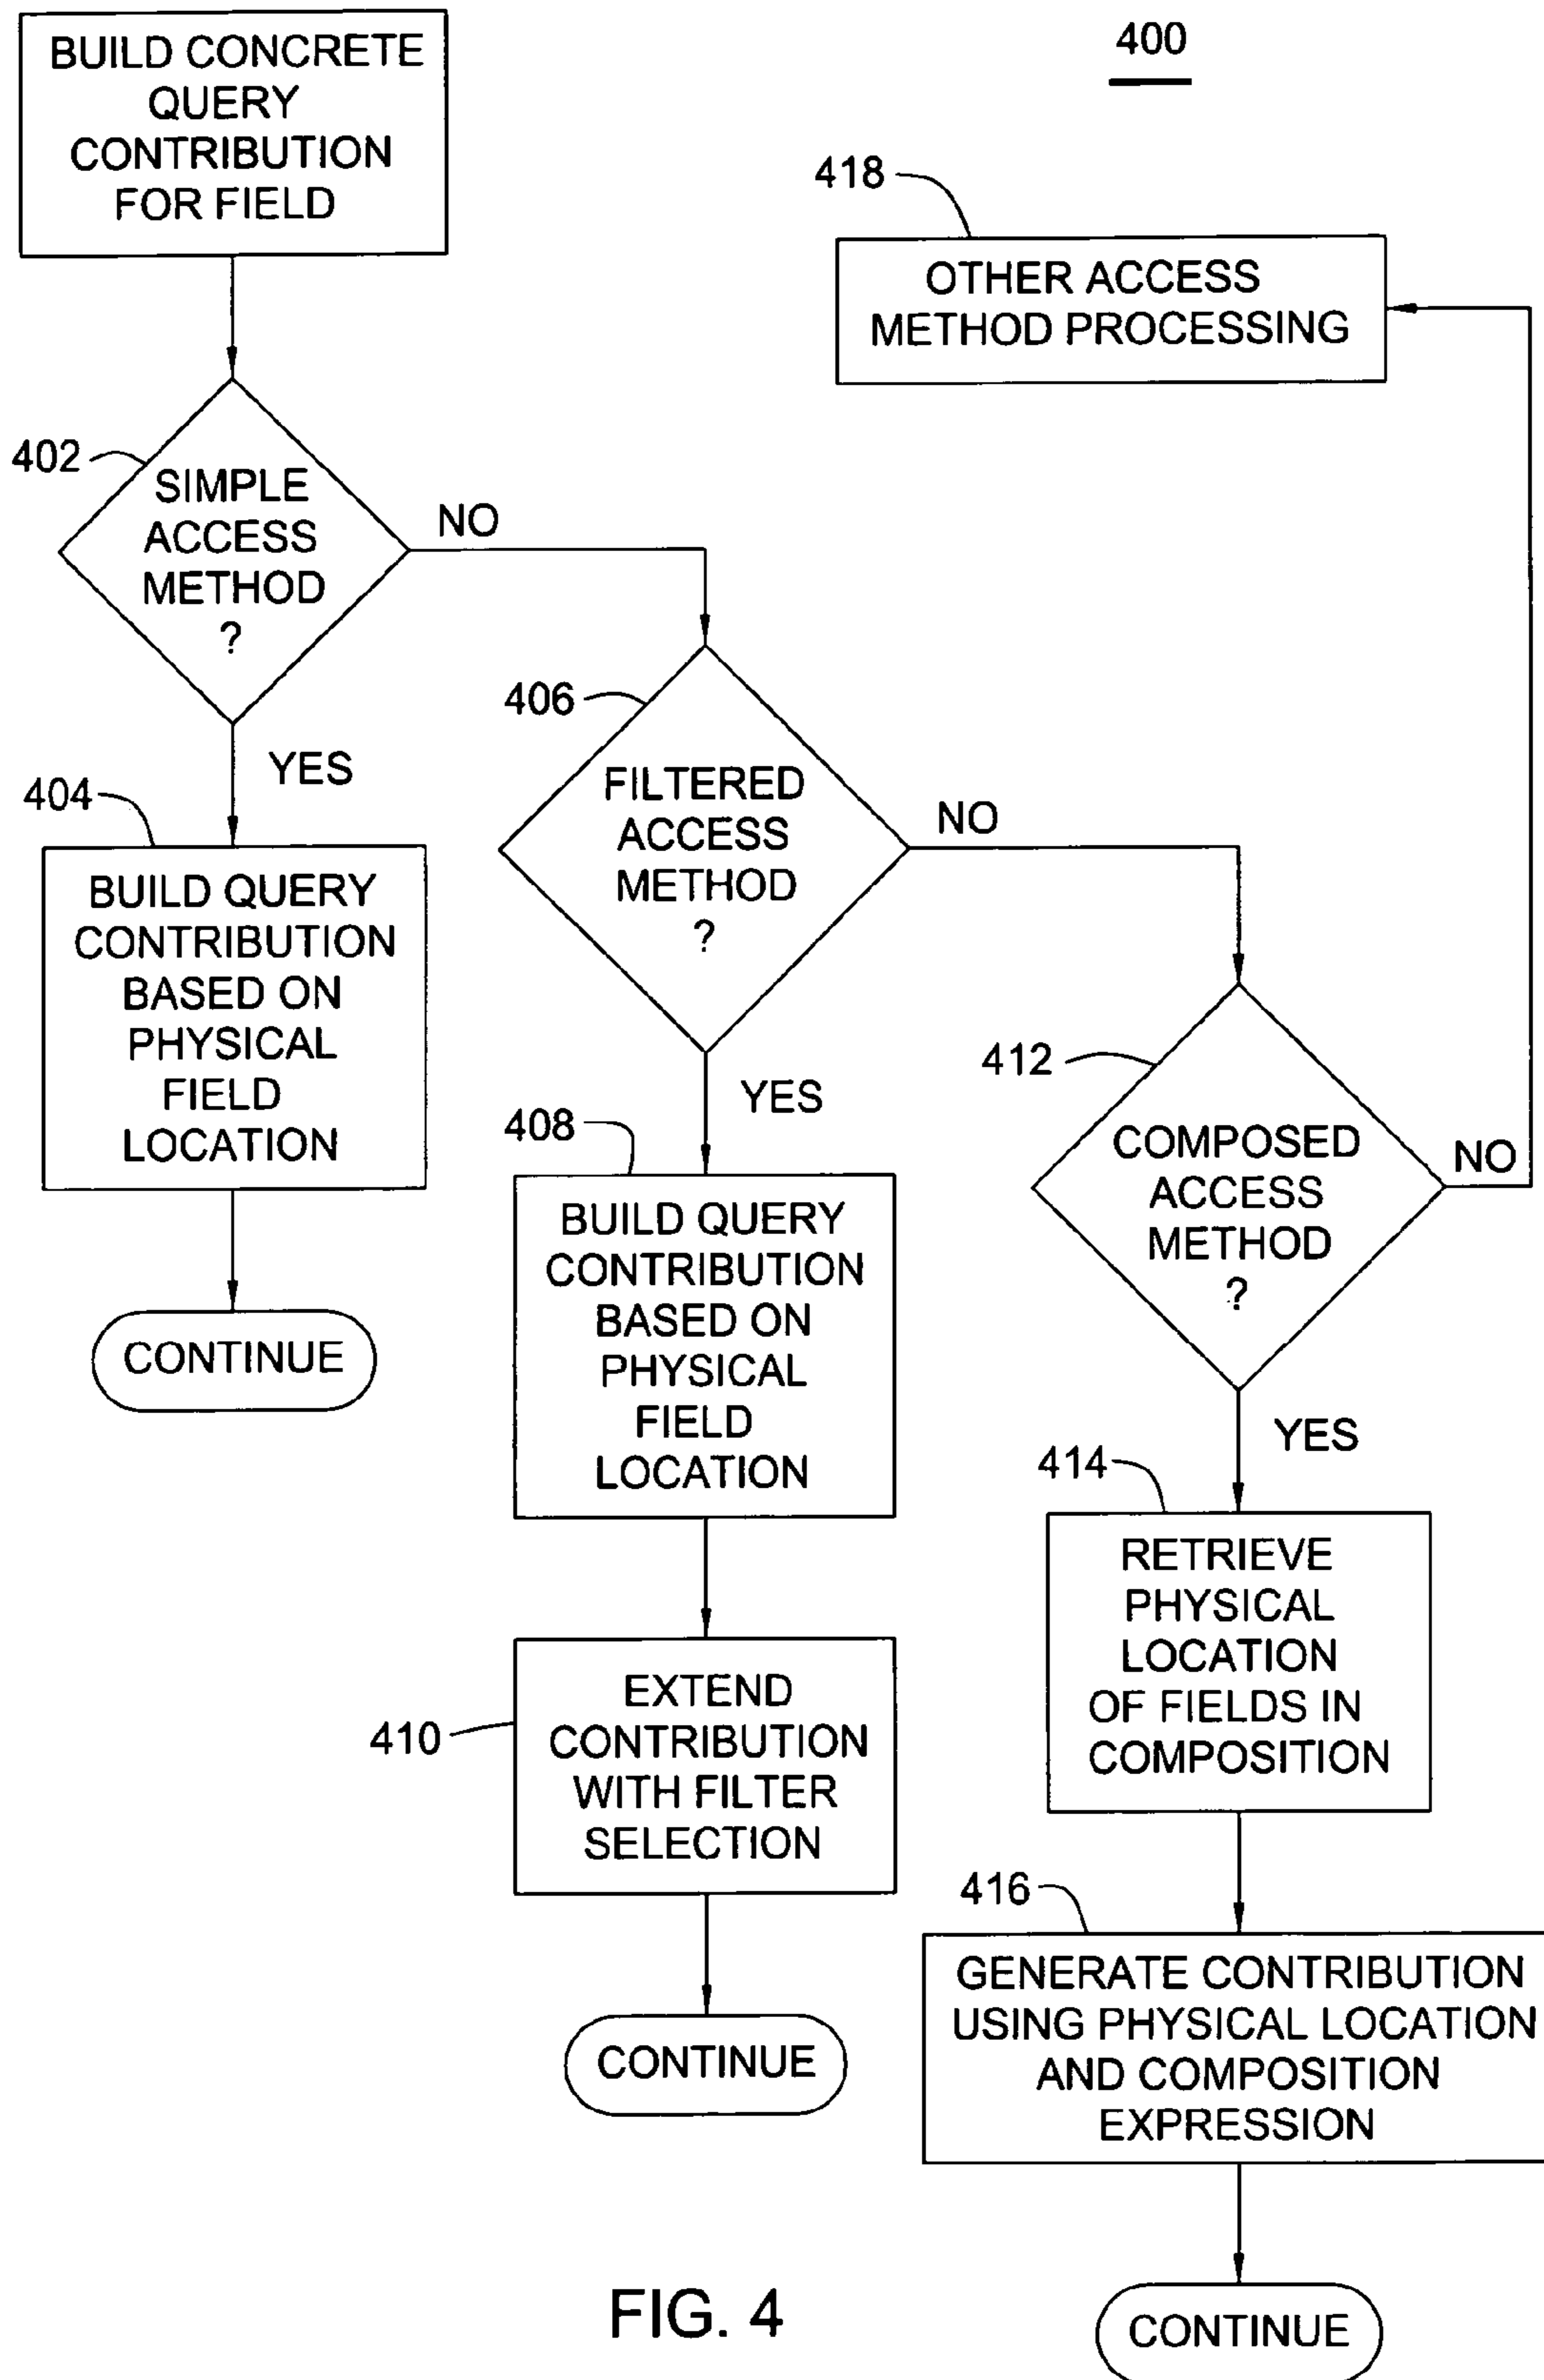 BUILD CONCRETE
QUERY
CONTRIBUTION
FOR FIELD
400
418
OTHER ACCESS
METHOD PROCESSING
402
SIMPLE
ACCESS
METHOD
?
NO
YES
404
BUILD QUERY
CONTRIBUTION
BASED ON
PHYSICAL
FIELD
LOCATION
CONTINUE
406
FILTERED
ACCESS
METHOD
?
NO
YES
408
BUILD QUERY
CONTRIBUTION
BASED ON
PHYSICAL
FIELD
LOCATION
410
EXTEND
CONTRIBUTION
WITH FILTER
SELECTION
CONTINUE
412
COMPOSED
ACCESS
METHOD
?
NO
YES
414
RETRIEVE
PHYSICAL
LOCATION
OF FIELDS IN
COMPOSITION
416
GENERATE CONTRIBUTION
USING PHYSICAL LOCATION
AND COMPOSITION
EXPRESSION
CONTINUE
FIG. 4